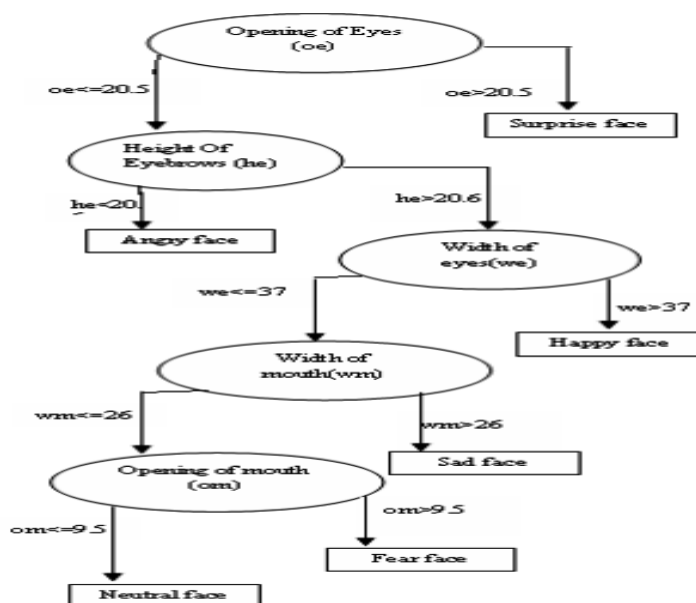 Opening of Eyes
(oe)
oe<=20.5
oe>20.5
Surprise face
Height Of
Eyebrows (he)
he<20.
he>20.6
Angry face
Width of
eyes(we)
we<=37
we>37
Happy face
Width of
mouth(wm)
wm<=26
wm>26
Sad face
Opening of mouth
(om)
om<=9.5
om>9.5
Fear face
Neutral face